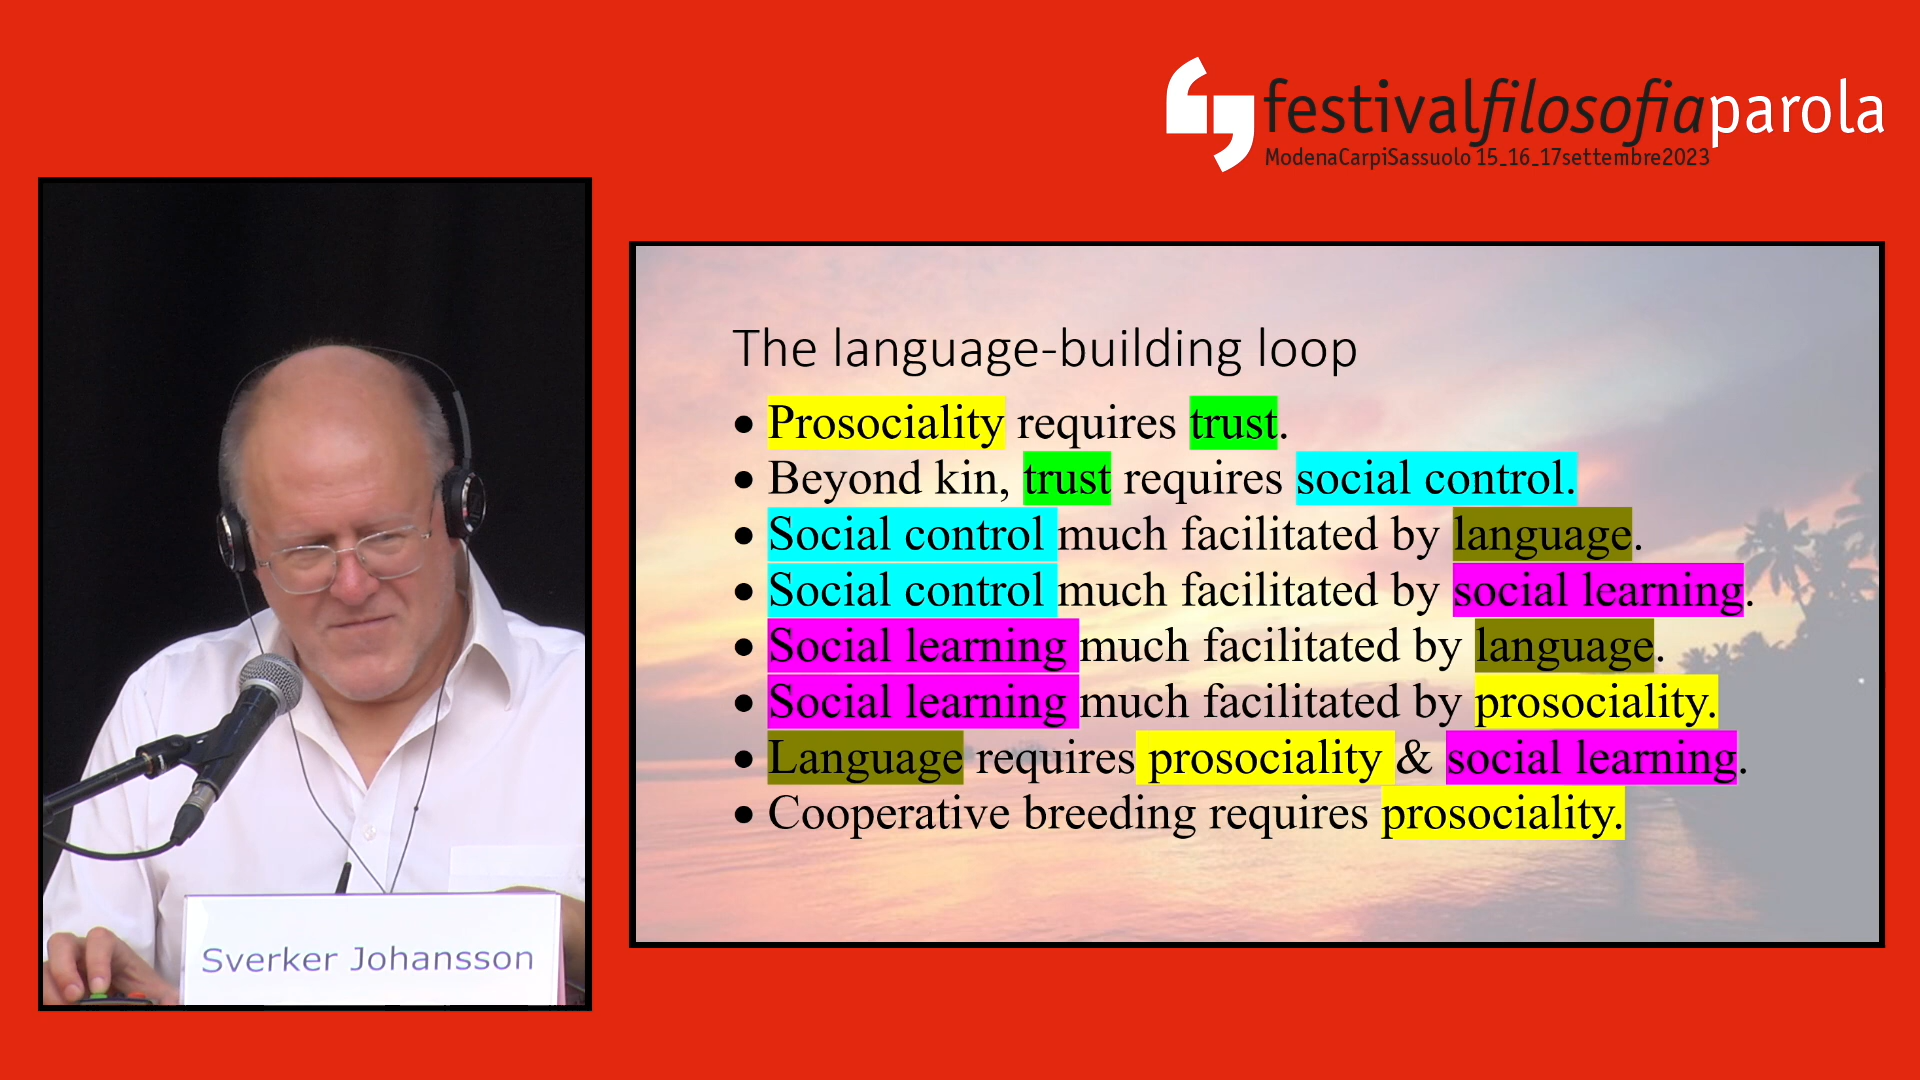 festivalfilosofiaparola
ModenaCarpiSassuolo 15_16_17settembre2023
The language-building loop
• Prosociality requires trust.
• Beyond kin, trust requires social control.
• Social control much facilitated by language.
• Social control much facilitated by social learning.
• Social learning much facilitated by language.
• Social learning much facilitated by prosociality.
• Language requires prosociality & social learning.
• Cooperative breeding requires prosociality.
Sverker Johansson